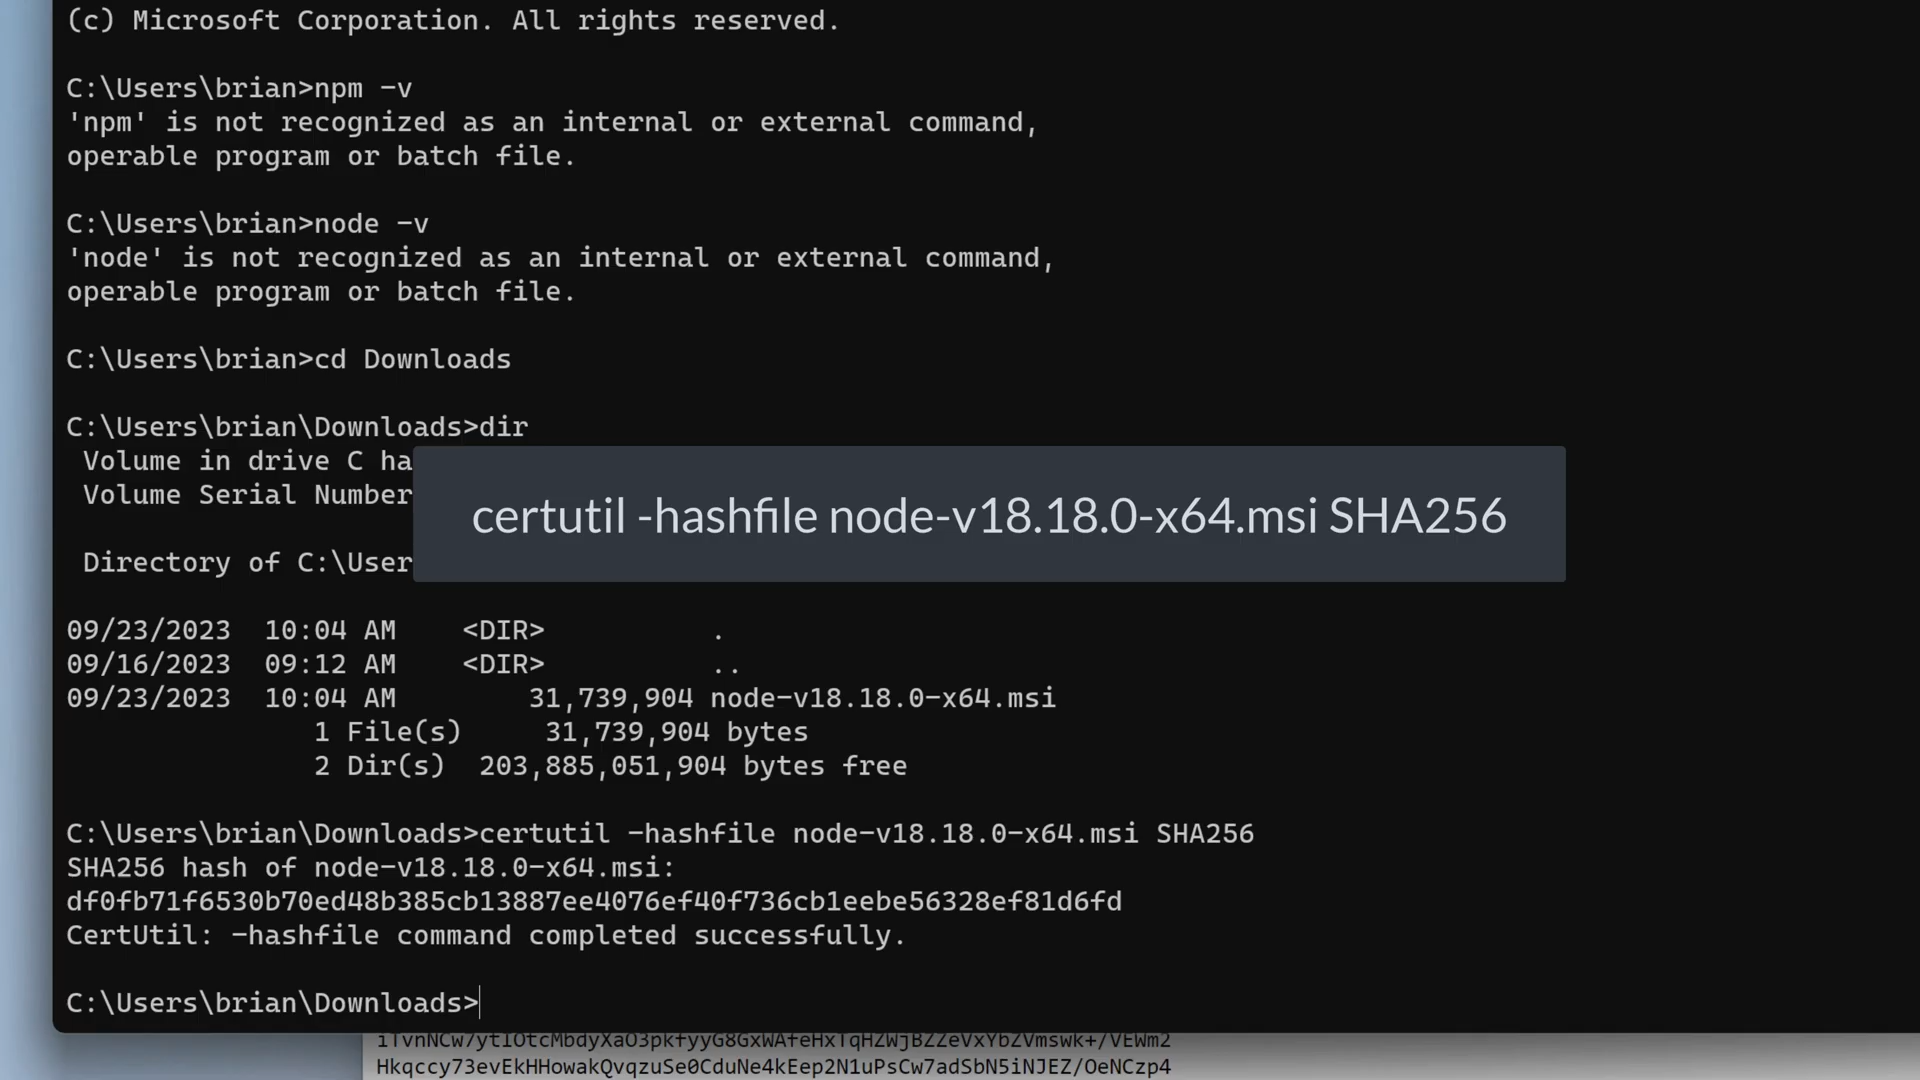 (c) Microsoft Corporation. All rights reserved.
C:\Users\brian>npm -v
'npm' is not recognized as an internal or external command,
operable program or batch file.
C:\Users\brian>node -v
'node' is not recognized as an internal or external command,
operable program or batch file.
C:\Users\brian>cd Downloads
C:\Users\brian\Downloads>dir
Volume in drive C ha
Volume Serial Number
certutil -hashfile node-v18.18.0-x64.msi SHA256
Directory of C:\User
09/23/2023  10:04 AM    <DIR>          .
09/16/2023  09:12 AM    <DIR>          ..
09/23/2023  10:04 AM        31,739,904 node-v18.18.0-x64.msi
1 File(s)     31,739,904 bytes
2 Dir(s)  203,885,051,904 bytes free
C:\Users\brian\Downloads>certutil -hashfile node-v18.18.0-x64.msi SHA256
SHA256 hash of node-v18.18.0-x64.msi:
df0fb71f6530b70ed48b385cb13887ee4076ef40f736cb1eebe56328ef81d6fd
CertUtil: -hashfile command completed successfully.
C:\Users\brian\Downloads>
Hkqccy73evEkHHowakQvqzuSe0CduNe4kEep2N1uPsCw7adSbN5iNJEZ/OeNCzp4